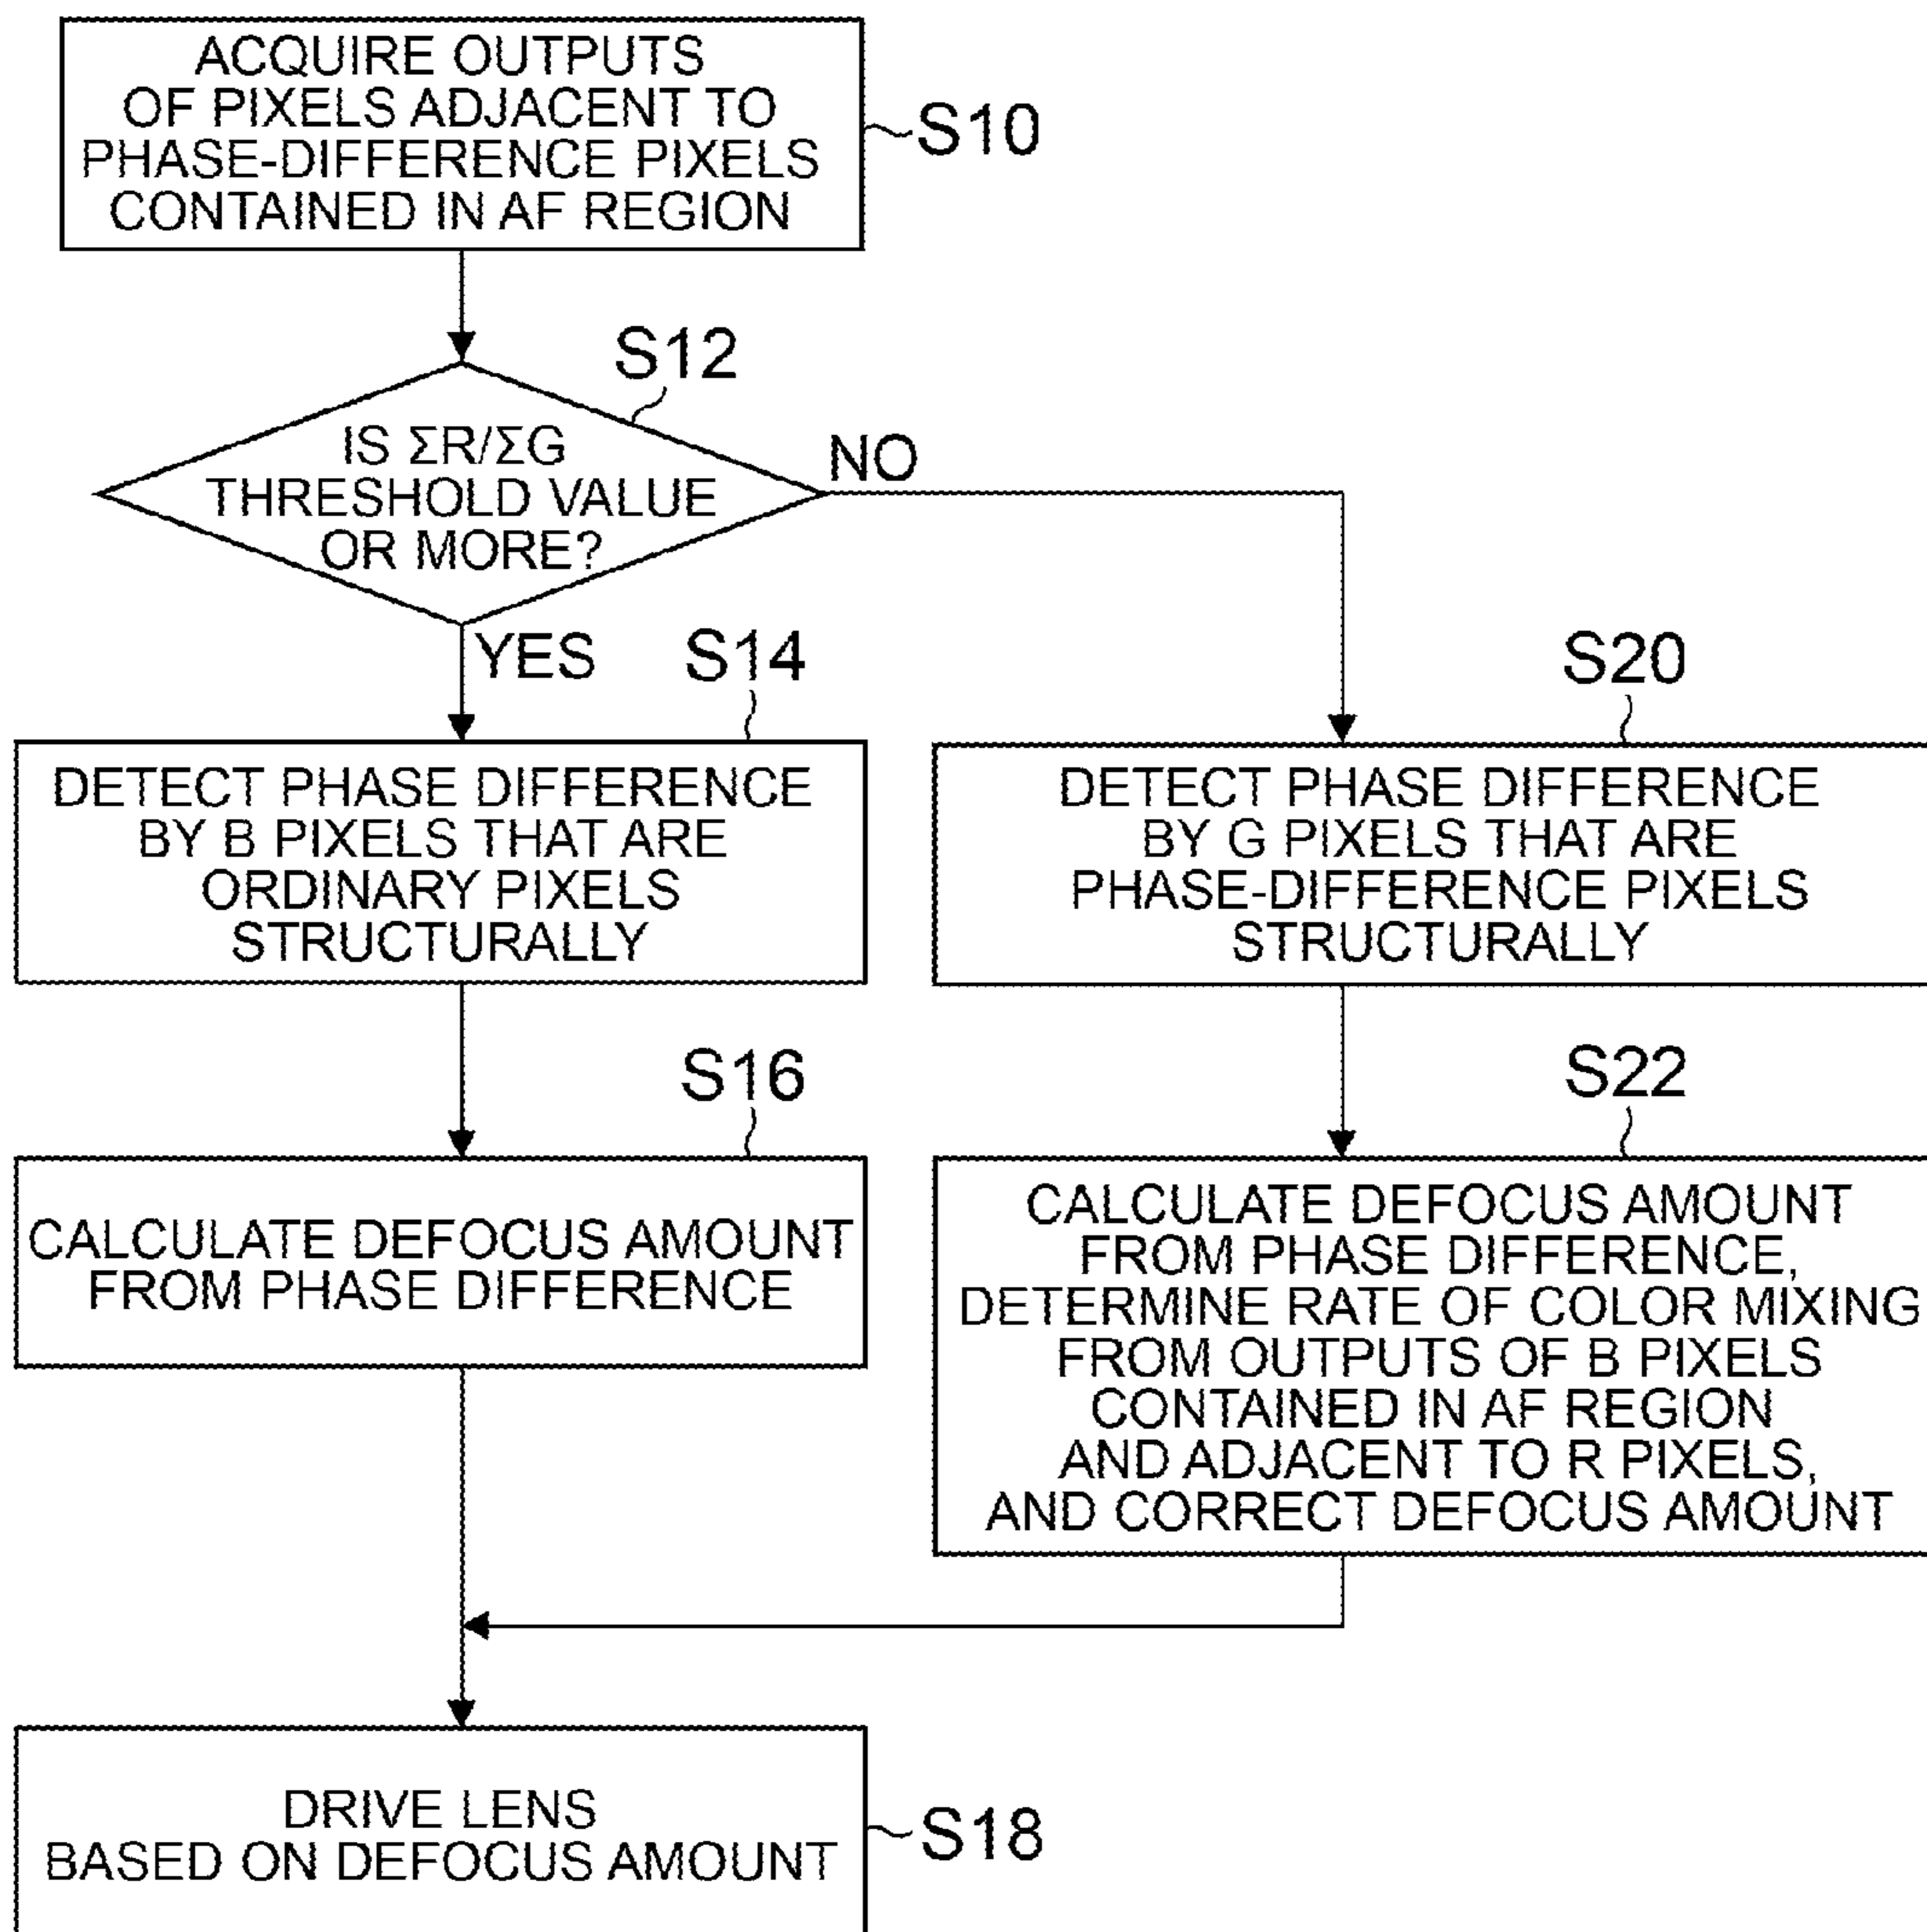 ACQUIRE OUTPUTS
OF PIXELS ADJACENT TO
PHASE-DIFFERENCE PIXELS
CONTAINED IN AF REGION
S10
S12
IS ΣR/ΣG
THRESHOLD VALUE
OR MORE?
NO
YES
S14
DETECT PHASE DIFFERENCE
BY B PIXELS THAT ARE
ORDINARY PIXELS
STRUCTURALLY
S20
DETECT PHASE DIFFERENCE
BY G PIXELS THAT ARE
PHASE-DIFFERENCE PIXELS
STRUCTURALLY
S16
CALCULATE DEFOCUS AMOUNT
FROM PHASE DIFFERENCE
S22
CALCULATE DEFOCUS AMOUNT
FROM PHASE DIFFERENCE,
DETERMINE RATE OF COLOR MIXING
FROM OUTPUTS OF B PIXELS
CONTAINED IN AF REGION
AND ADJACENT TO R PIXELS,
AND CORRECT DEFOCUS AMOUNT
DRIVE LENS
BASED ON DEFOCUS AMOUNT
S18